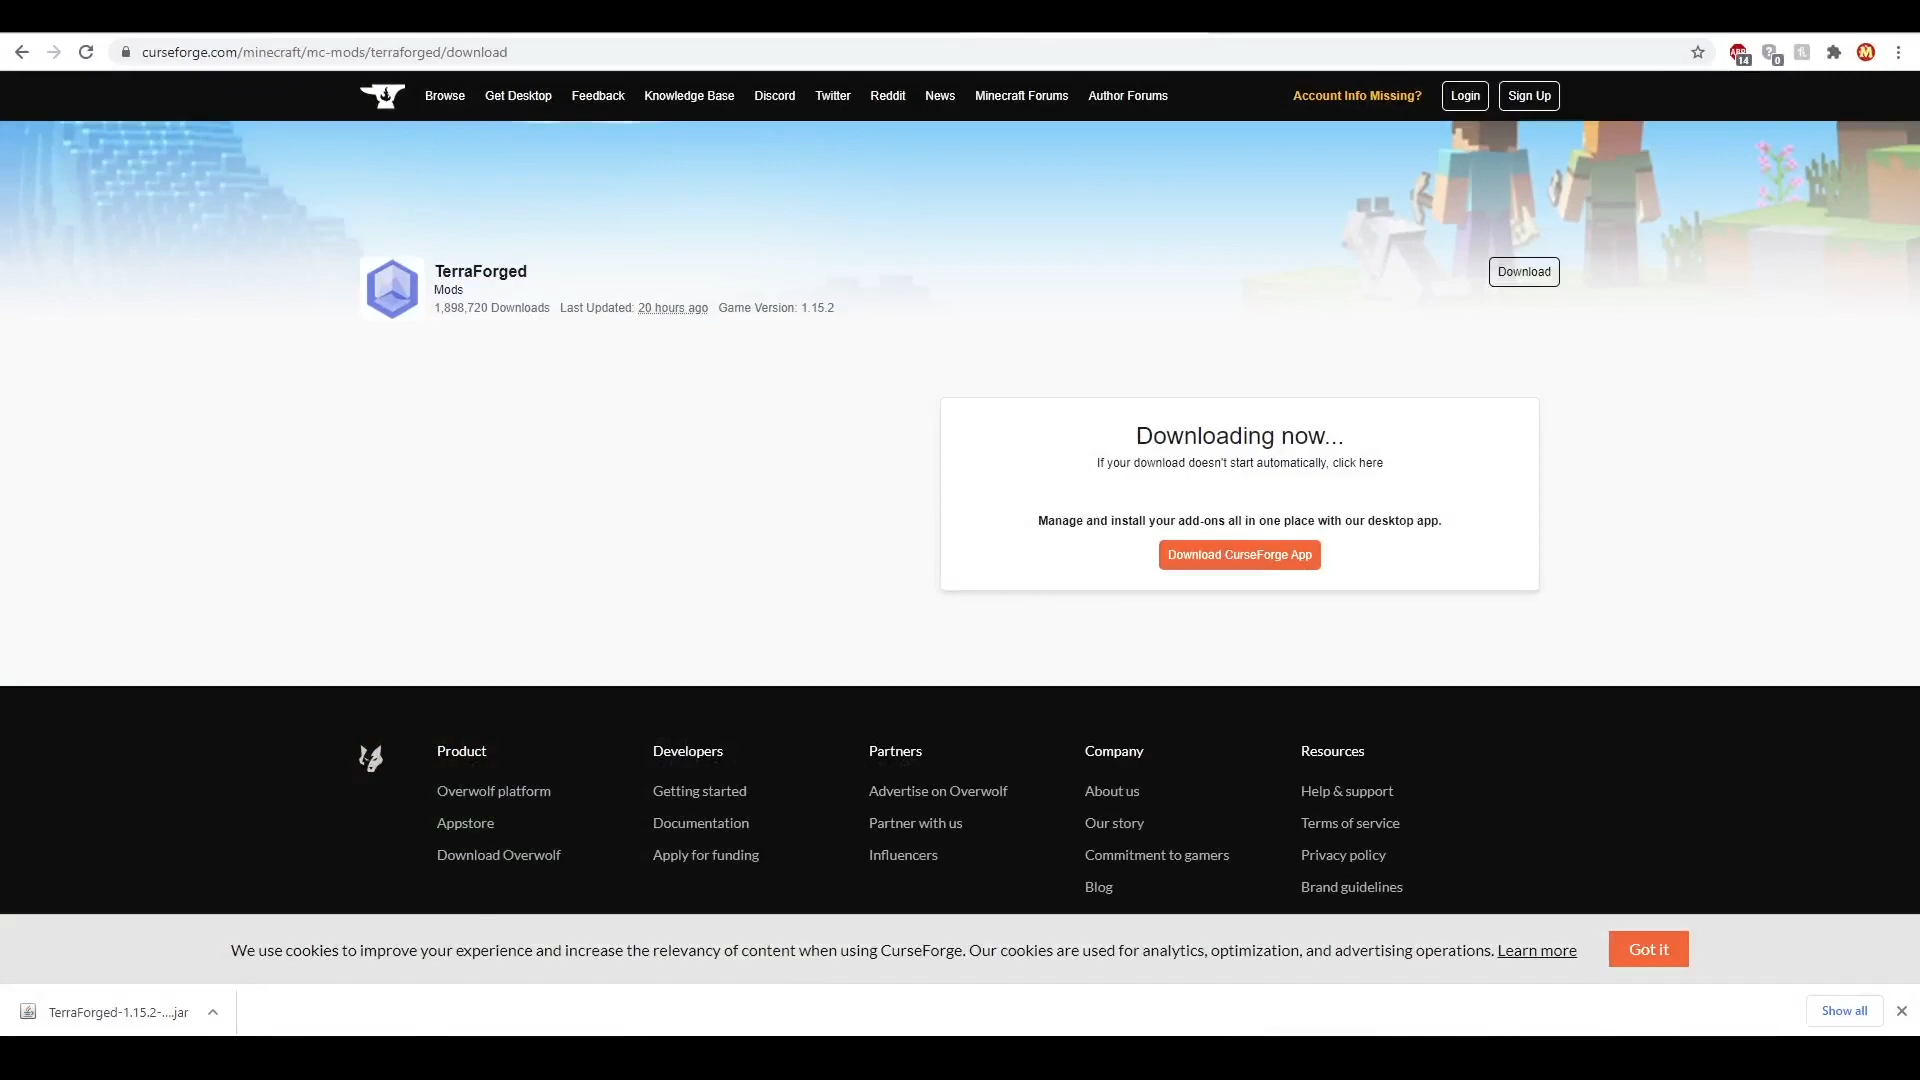 curseforge.com/minecraft/mc-mods/terraforged/download
14
0
M
Browse Get Desktop Feedback Knowledge Base Discord Twitter Reddit News Minecraft Forums Author Forums Account Info Missing? Login Sign Up
TerraForged
Mods
1,898,720 Downloads Last Updated: 20 hours ago Game Version: 1.15.2
Download
Downloading now...
If your download doesn't start automatically, click here
Manage and install your add-ons all in one place with our desktop app.
Download CurseForge App
Product Developers Partners Company Resources
Overwolf platform Getting started Advertise on Overwolf About us Help & support
Appstore Documentation Partner with us Our story Terms of service
Download Overwolf Apply for funding Influencers Commitment to gamers Privacy policy
Blog Brand guidelines
We use cookies to improve your experience and increase the relevancy of content when using CurseForge. Our cookies are used for analytics, optimization, and advertising operations. Learn more Got it
TerraForged-1.15.2-....jar Show all